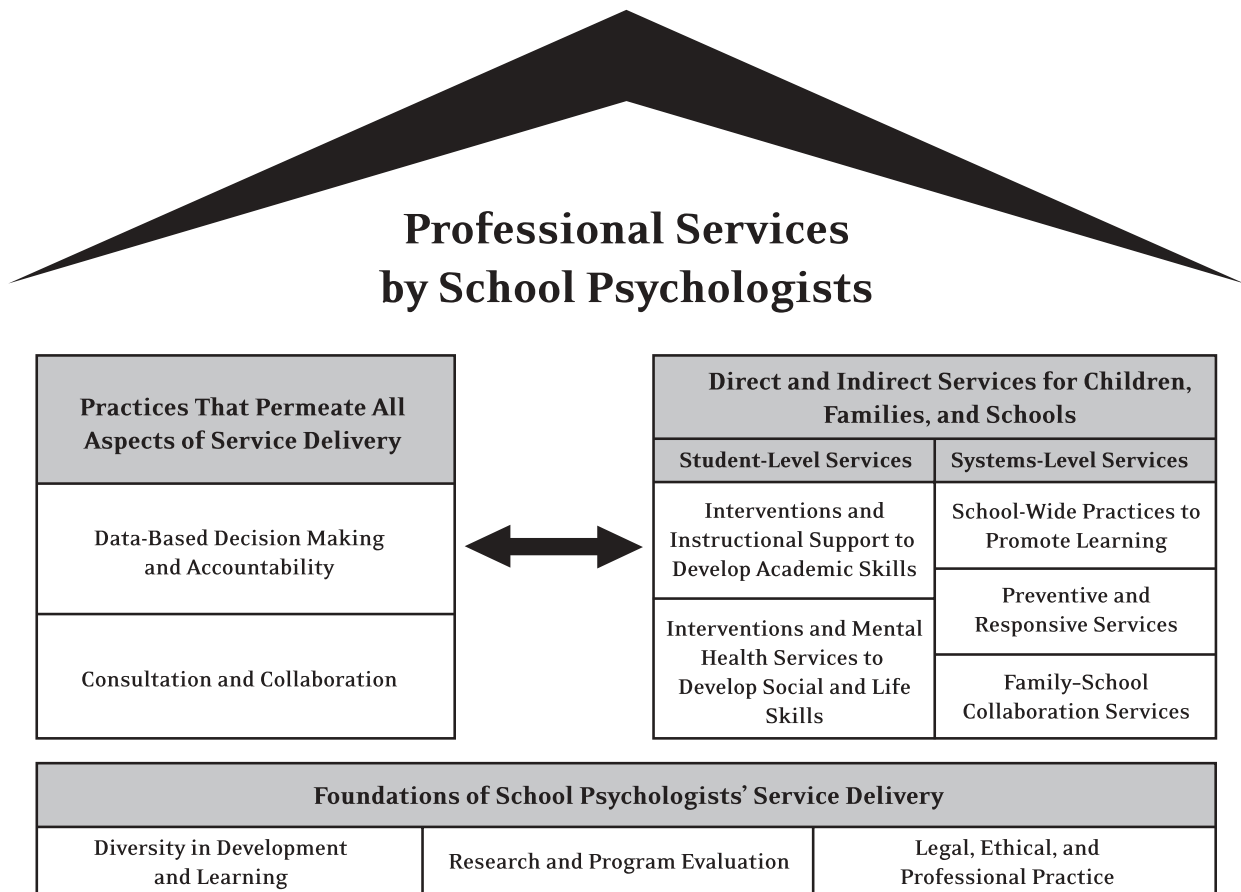 Professional Services
by School Psychologists
Practices That Permeate All
Aspects of Service Delivery
Data-Based Decision Making
and Accountability
Consultation and Collaboration
Direct and Indirect Services for Children,
Families, and Schools
Student-Level Services
Interventions and
Instructional Support to
Develop Academic Skills
Interventions and Mental
Health Services to
Develop Social and Life
Skills
Systems-Level Services
School-Wide Practices to
Promote Learning
Preventive and
Responsive Services
Family–School
Collaboration Services
Foundations of School Psychologists’ Service Delivery
Diversity in Development
and Learning
Research and Program Evaluation
Legal, Ethical, and
Professional Practice